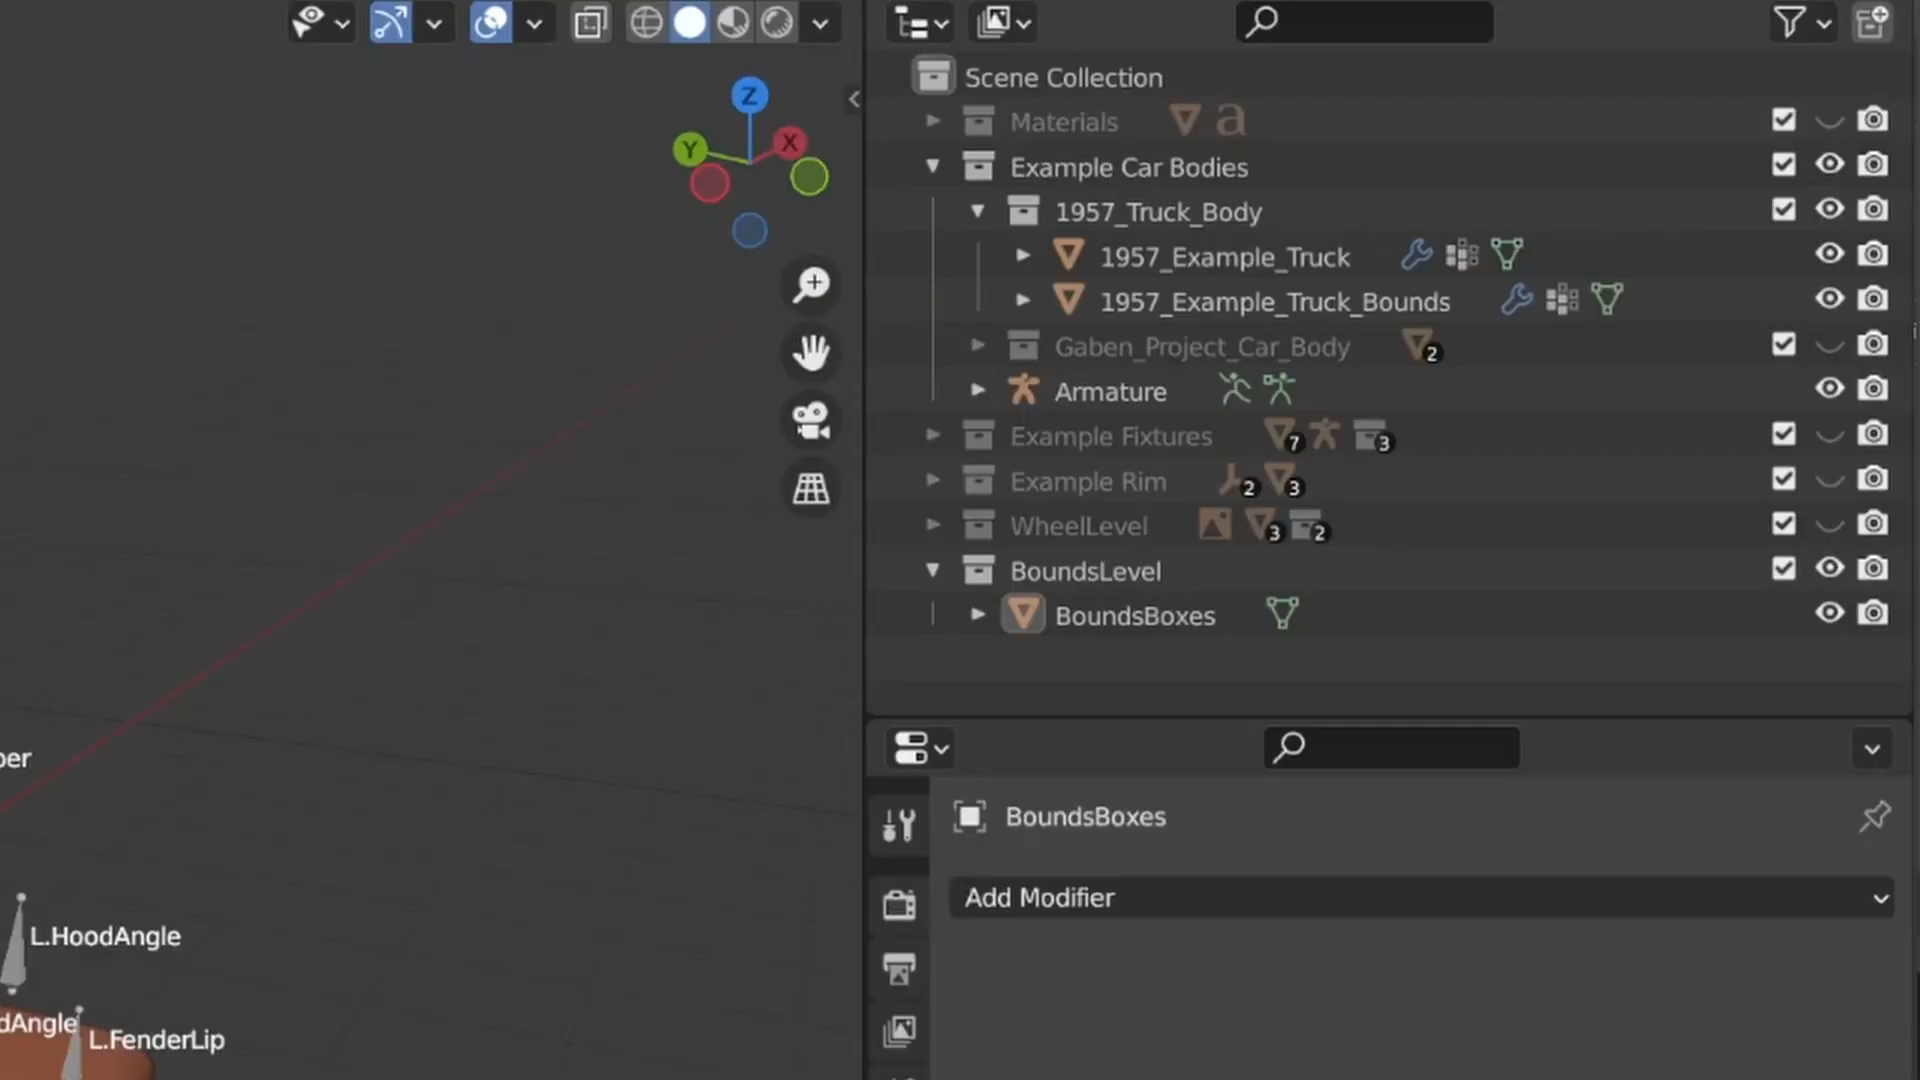 Z
Y
X
Scene Collection
Materials a
Example Car Bodies
1957_Truck_Body
1957_Example_Truck
1957_Example_Truck_Bounds
Gaben_Project_Car_Body 2
Armature
Example Fixtures 7 3
Example Rim 2 3
WheelLevel 3 2
BoundsLevel
BoundsBoxes
BoundsBoxes
Add Modifier
per
L.HoodAngle
dAngle
L.FenderLip